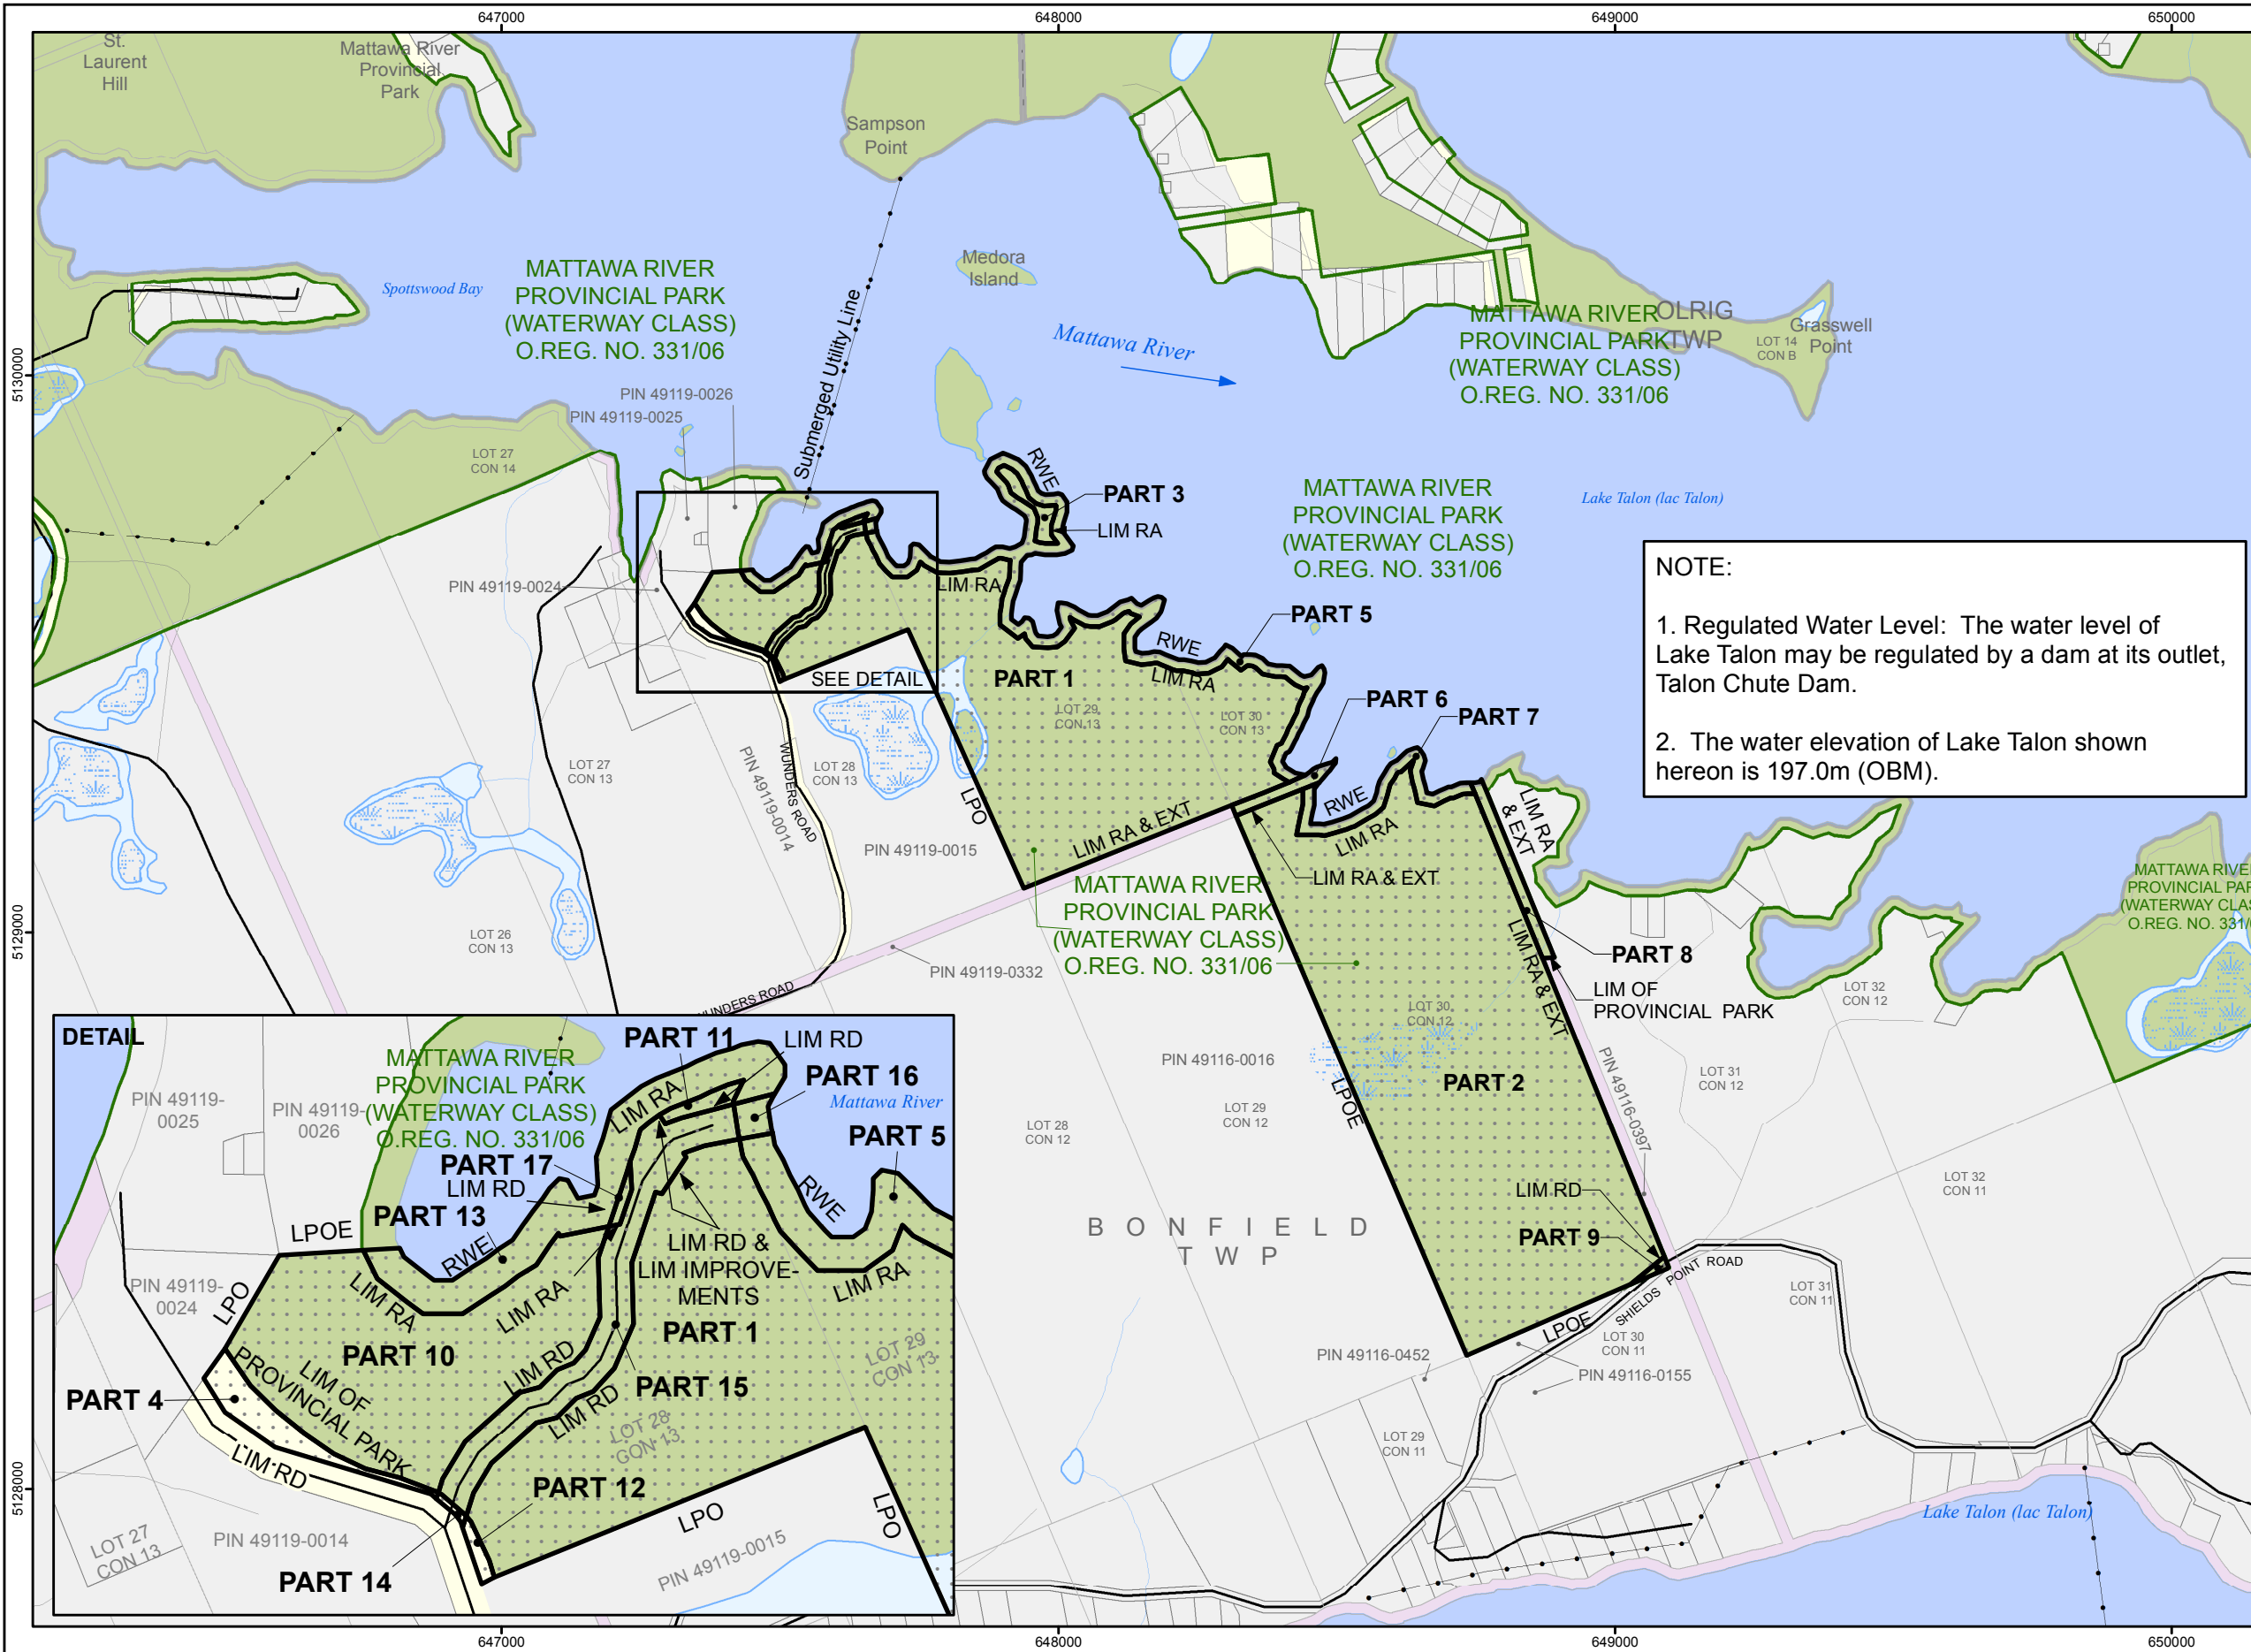 647000
648000
649000
650000
5130000
5129000
5128000
647000
648000
649000
650000
St.
Laurent
Hill
Mattawa River
Provincial
Park
Sampson
Point
Medora
Island
Spottswood Bay
MATTAWA RIVER
PROVINCIAL PARK
(WATERWAY CLASS)
O.REG. NO. 331/06
Submerged Utility Line
Mattawa River
MATTAWA RIVER
PROVINCIAL PARK
(WATERWAY CLASS)
O.REG. NO. 331/06
OLRIG
TWP
LOT 14
CON B
Grasswell
Point
PIN 49119-0026
PIN 49119-0025
LOT 27
CON 14
RWE
PART 3
LIM RA
MATTAWA RIVER
PROVINCIAL PARK
(WATERWAY CLASS)
O.REG. NO. 331/06
Lake Talon (lac Talon)
NOTE:
1. Regulated Water Level: The water level of
Lake Talon may be regulated by a dam at its outlet,
Talon Chute Dam.
2. The water elevation of Lake Talon shown
hereon is 197.0m (OBM).
PIN 49119-0024
LIM RA
PART 5
RWE
LIM RA
SEE DETAIL
PART 1
PART 6
PART 7
LOT 29
CON 13
LOT 30
CON 13
LOT 27
CON 13
PIN 49119-0014
WUNDERS ROAD
LOT 28
CON 13
LPO
RWE
LIM RA
LIM RA
& EXT
PIN 49119-0015
LIM RA & EXT
LIM RA & EXT
MATTAWA RIVER
PROVINCIAL PARK
(WATERWAY CLASS)
O.REG. NO. 331/06
LOT 26
CON 13
PIN 49119-0332
WUNDERS ROAD
LIM RA & EXT
PART 8
LIM OF
PROVINCIAL PARK
LOT 32
CON 12
MATTAWA RIVE
PROVINCIAL PAR
(WATERWAY CLAS
O.REG. NO. 331/
LOT 30
CON 12
PIN 49116-0016
LPOE
PART 2
PIN 49116-0397
LOT 31
CON 12
LOT 28
CON 12
LOT 29
CON 12
LOT 32
CON 11
LIM RD
PART 9
BONFIELD
TWP
SHIELDS POINT ROAD
LOT 31
CON 11
LPOE
LOT 30
CON 11
PIN 49116-0452
PIN 49116-0155
LOT 29
CON 11
Lake Talon (lac Talon)
DETAIL
PIN 49119-
0025
PIN 49119-
0026
MATTAWA RIVER
PROVINCIAL PARK
(WATERWAY CLASS)
O.REG. NO. 331/06
PART 11
LIM RD
PART 16
Mattawa River
LIM RA
PART 5
PART 17
LIM RD
PART 13
LPOE
RWE
RWE
LIM RD &
LIM IMPROVE-
MENTS
LIM RA
PIN 49119-
0024
LPO
LIM RA
LIM RA
PART 1
PART 10
LIM RD
LOT 29
CON 13
PART 4
LIM OF
PROVINCIAL PARK
PART 15
LIM RD
LOT 28
CON 13
LIM RD
PART 12
LPO
LPO
LOT 27
CON 13
PIN 49119-0014
PART 14
PIN 49119-0015